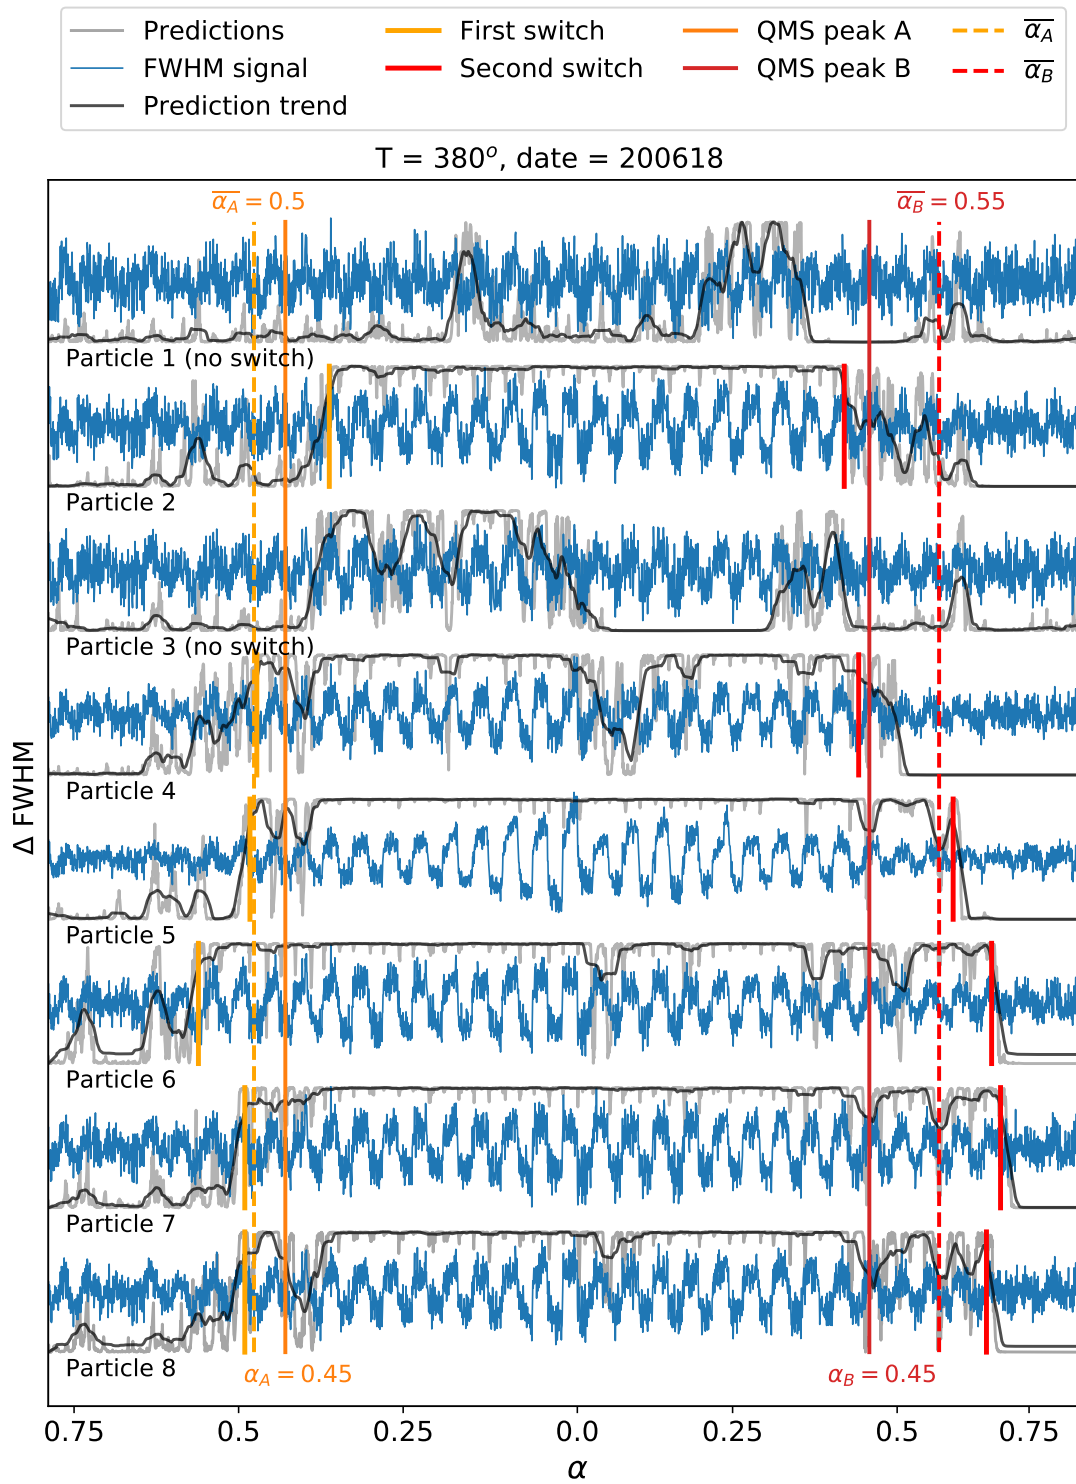 Predictions
FWHM signal
Prediction trend
First switch
Second switch
QMS peak A
QMS peak B
$\overline{\alpha_A}$
$\overline{\alpha_B}$
T = 380°, date = 200618
$\overline{\alpha_A}$ = 0.5
$\overline{\alpha_B}$ = 0.55
Particle 1 (no switch)
Particle 2
Particle 3 (no switch)
Particle 4
Particle 5
Particle 6
Particle 7
Particle 8
Δ FWHM
$\alpha_A$ = 0.45
$\alpha_B$ = 0.45
0.75 0.5 0.25 0.0 0.25 0.5 0.75
α